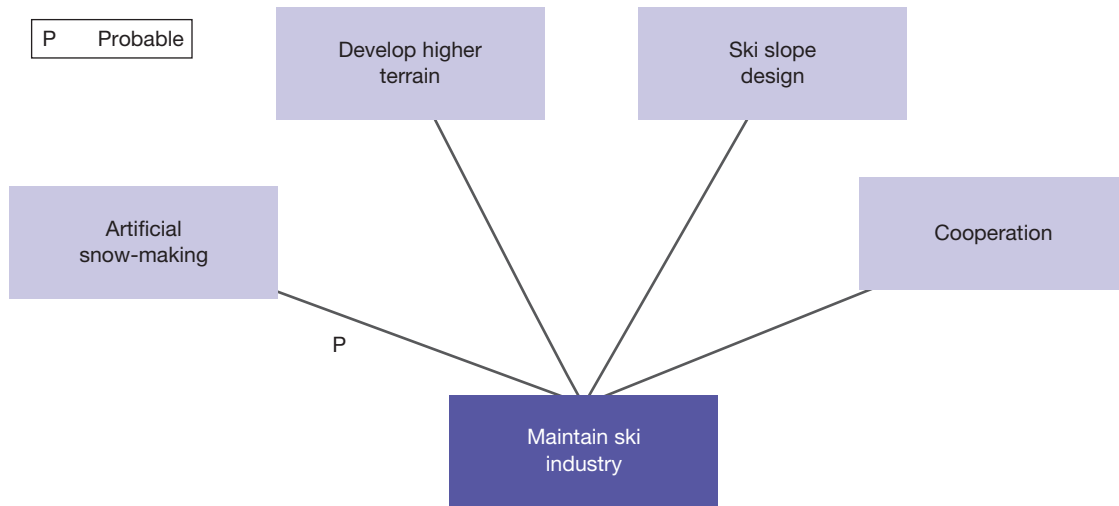 P Probable
Develop higher
terrain
Ski slope
design
Artificial
snow-making
Cooperation
P
Maintain ski
industry